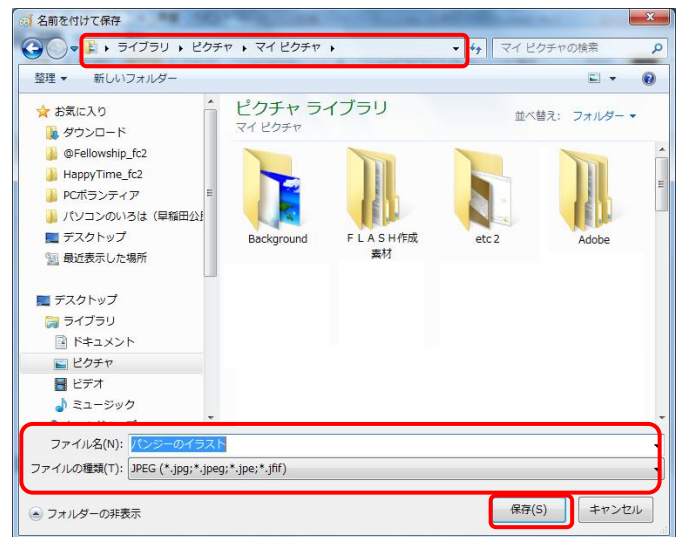 名前を付けて保存
ライブラリ ▸ ピクチャ ▸ マイ ピクチャ ▸
マイ ピクチャの検索
整理 ▼ 新しいフォルダー
お気に入り
ダウンロード
@Fellowship_fc2
HappyTime_fc2
PCボランティア
パソコンのいろは（早稲田公
デスクトップ
最近表示した場所
デスクトップ
ライブラリ
ドキュメント
ピクチャ
ビデオ
ミュージック
ピクチャ ライブラリ
マイ ピクチャ
並べ替え: フォルダー ▼
Background
ＦＬＡＳＨ作成
素材
etc2
Adobe
ファイル名(N): パンジーのイラスト
ファイルの種類(T): JPEG (*.jpg;*.jpeg;*.jpe;*.jfif)
フォルダーの非表示
保存(S)
キャンセル